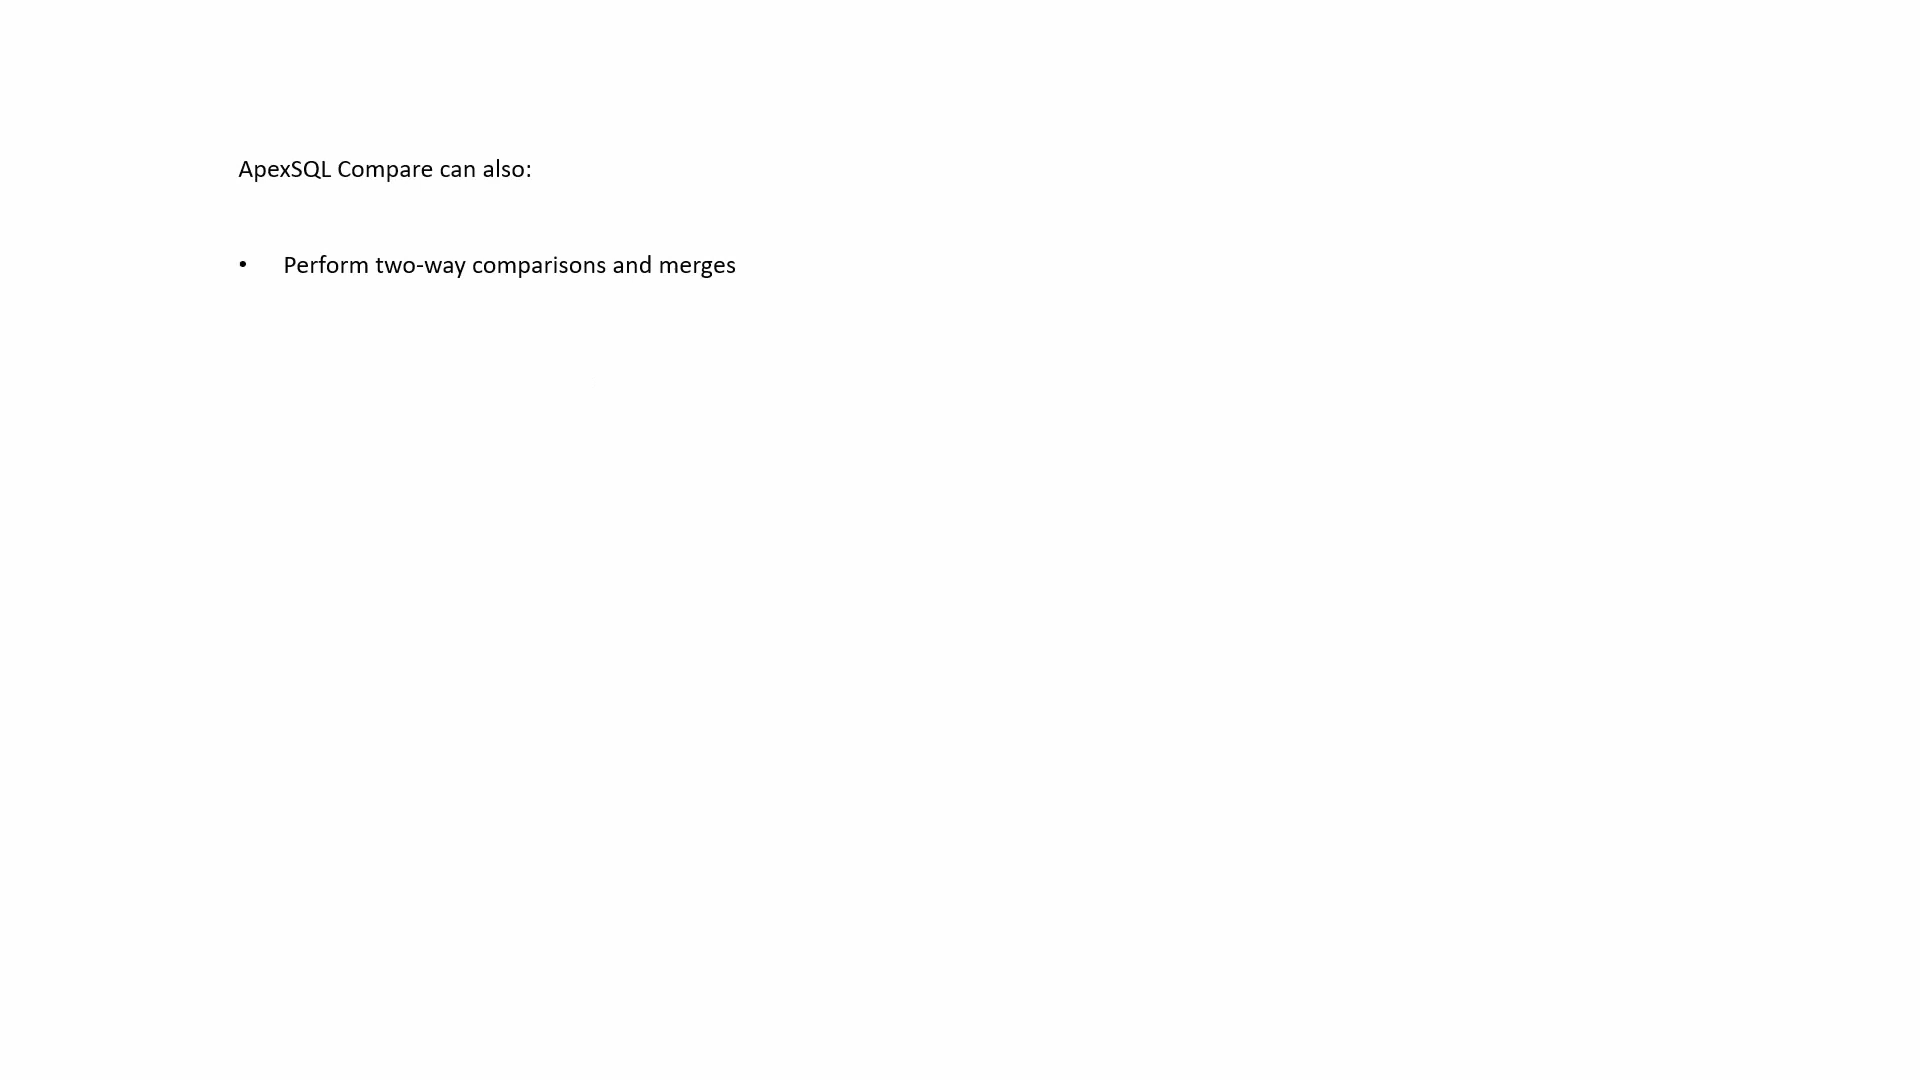 ApexSQL Compare can also:
• Perform two-way comparisons and merges